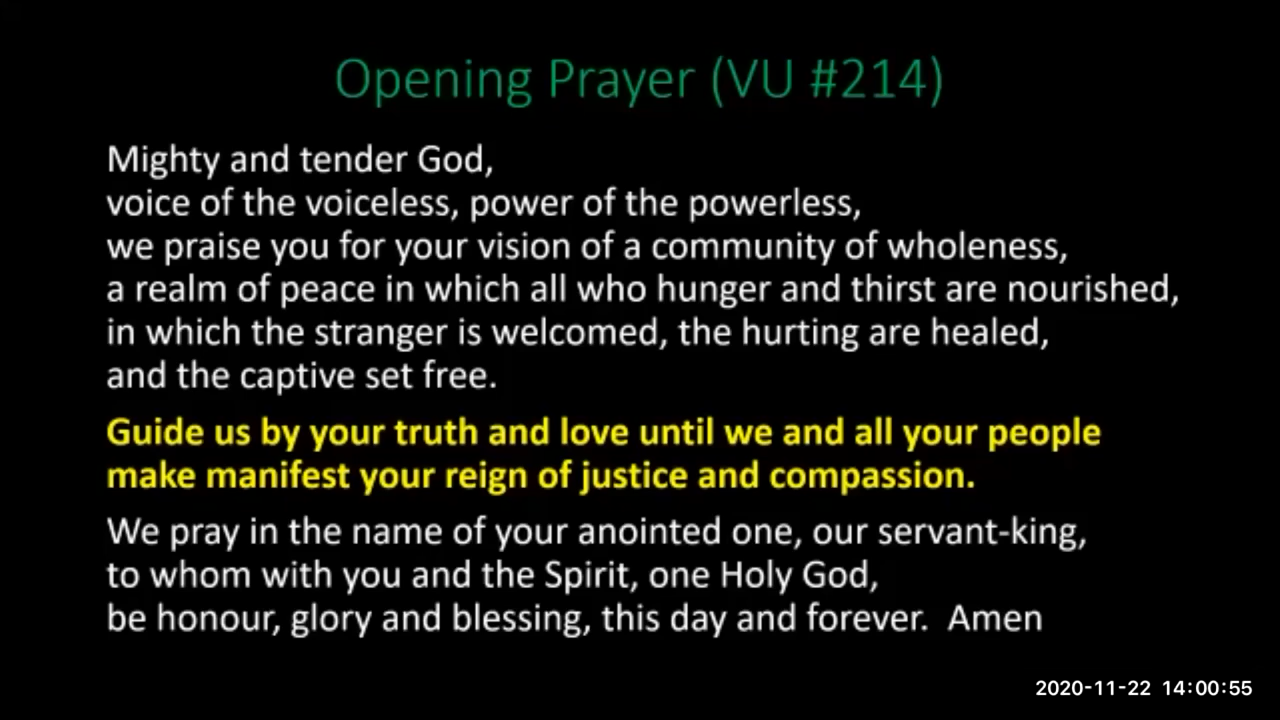 Opening Prayer (VU #214)
Mighty and tender God,
voice of the voiceless, power of the powerless,
we praise you for your vision of a community of wholeness,
a realm of peace in which all who hunger and thirst are nourished,
in which the stranger is welcomed, the hurting are healed,
and the captive set free.
Guide us by your truth and love until we and all your people
make manifest your reign of justice and compassion.
We pray in the name of your anointed one, our servant-king,
to whom with you and the Spirit, one Holy God,
be honour, glory and blessing, this day and forever.  Amen
2020-11-22 14:00:55